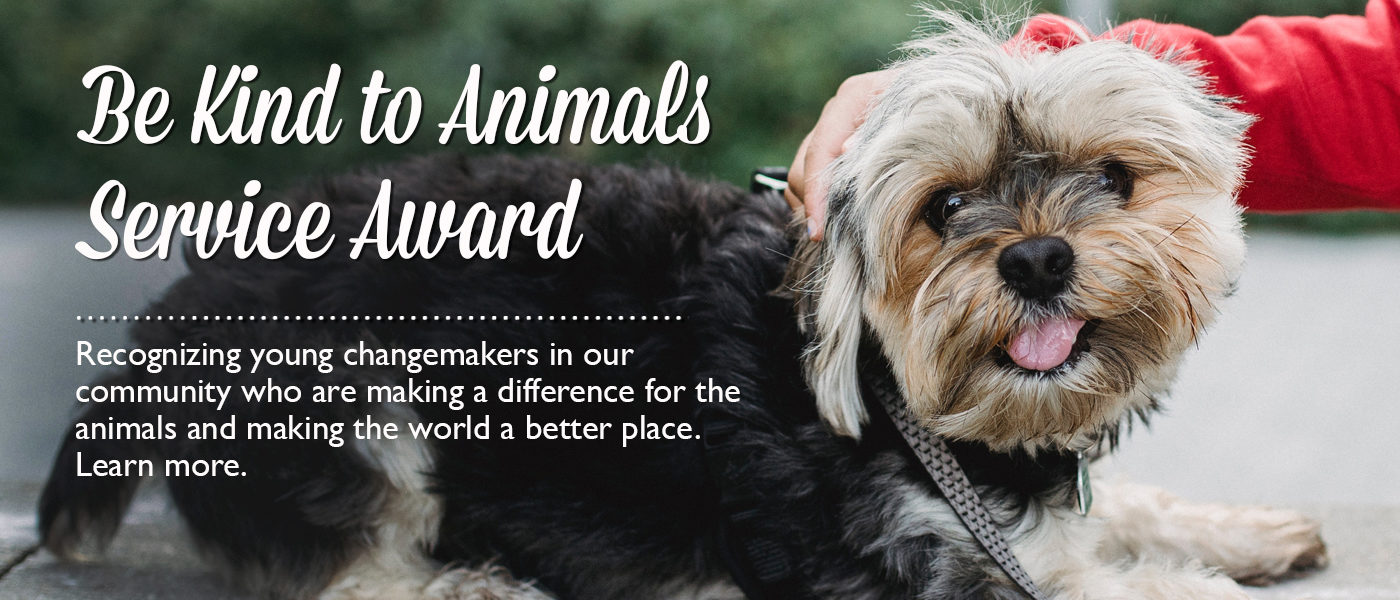 Be Kind to Animals
Service Award
Recognizing young changemakers in our
community who are making a difference for the
animals and making the world a better place.
Learn more.